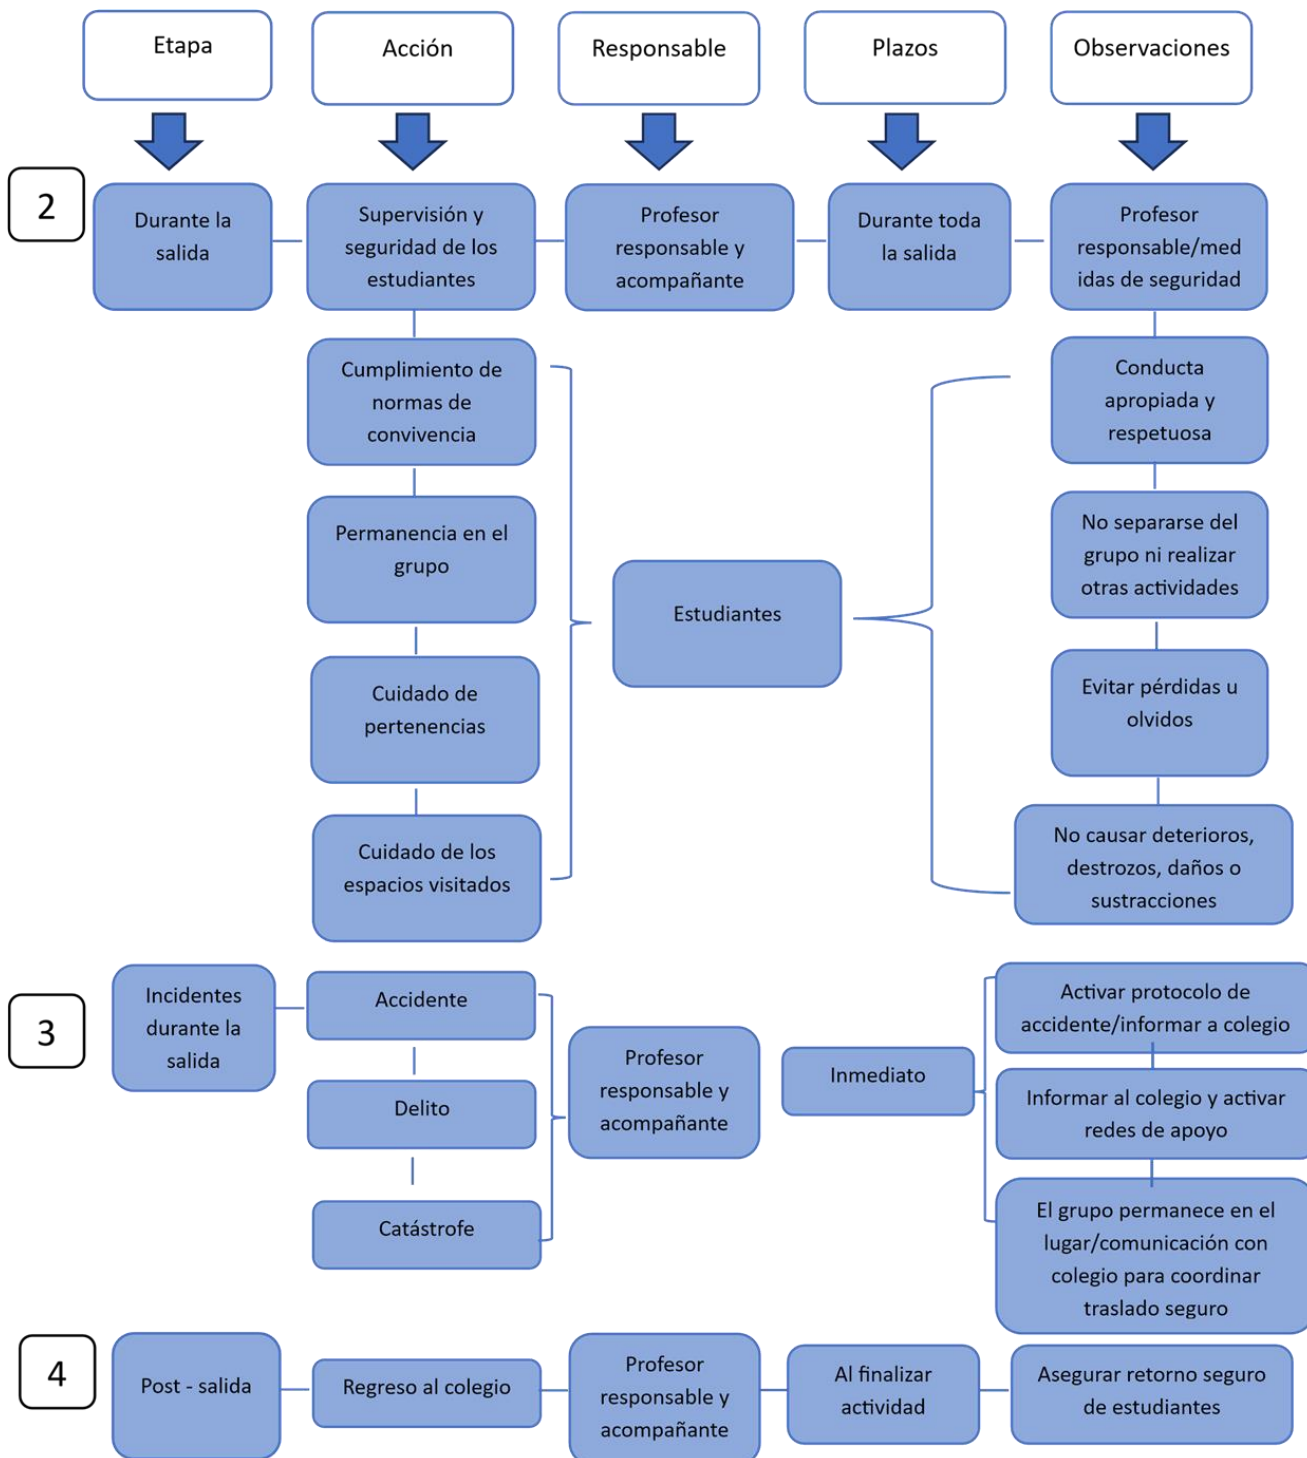 Etapa
Acción
Responsable
Plazos
Observaciones
2
Durante la
salida
Supervisión y
seguridad de los
estudiantes
Profesor
responsable y
acompañante
Durante toda
la salida
Profesor
responsable/med
idas de seguridad
Cumplimiento de
normas de
convivencia
Permanencia en el
grupo
Cuidado de
pertenencias
Cuidado de los
espacios visitados
Estudiantes
Conducta
apropiada y
respetuosa
No separarse del
grupo ni realizar
otras actividades
Evitar pérdidas u
olvidos
No causar deterioros,
destrozos, daños o
sustracciones
3
Incidentes
durante la
salida
Accidente
Delito
Catástrofe
Profesor
responsable y
acompañante
Inmediato
Activar protocolo de
accidente/informar a colegio
Informar al colegio y activar
redes de apoyo
El grupo permanece en el
lugar/comunicación con
colegio para coordinar
traslado seguro
4
Post - salida
Regreso al colegio
Profesor
responsable y
acompañante
Al finalizar
actividad
Asegurar retorno seguro
de estudiantes